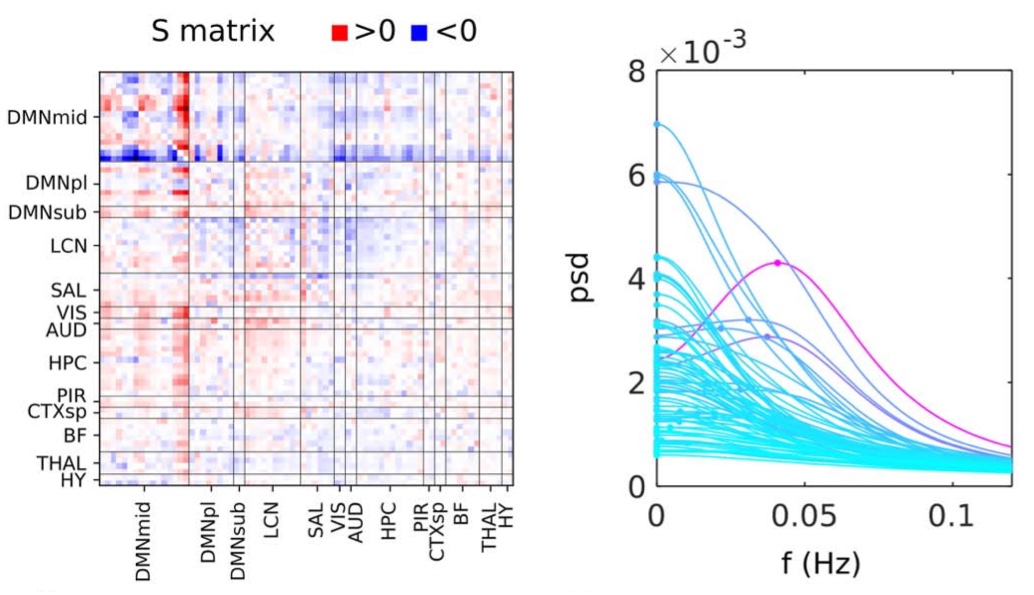 S matrix >0 <0
DMNmid
DMNpl
DMNsub
LCN
SAL
VIS
AUD
HPC
PIR
CTXsp
BF
THAL
HY
DMNmid
DMNpl
DMNsub
LCN
SAL
VIS
AUD
HPC
PIR
CTXsp
BF
THAL
HY
×10⁻³
8
6
4
2
0
psd
0 0.05 0.1
f (Hz)